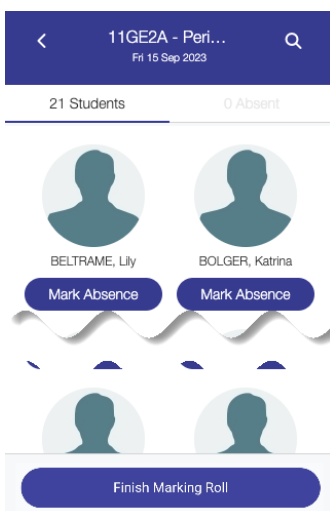 11GE2A - Peri...
Fri 15 Sep 2023
21 Students
0 Absent
BELTRAME, Lily
BOLGER, Katrina
Mark Absence
Mark Absence
Finish Marking Roll